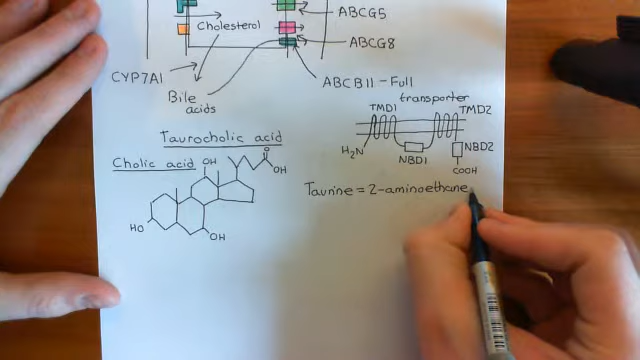 ABCG5
Cholesterol
ABCG8
CYP7A1
ABCB11 - Full
transporter
Bile
acids
TMD1
TMD2
H₂N
NBD1
NBD2
COOH
Taurocholic acid
Cholic acid
OH
O
OH
HO
OH
Taurine = 2-aminoethane